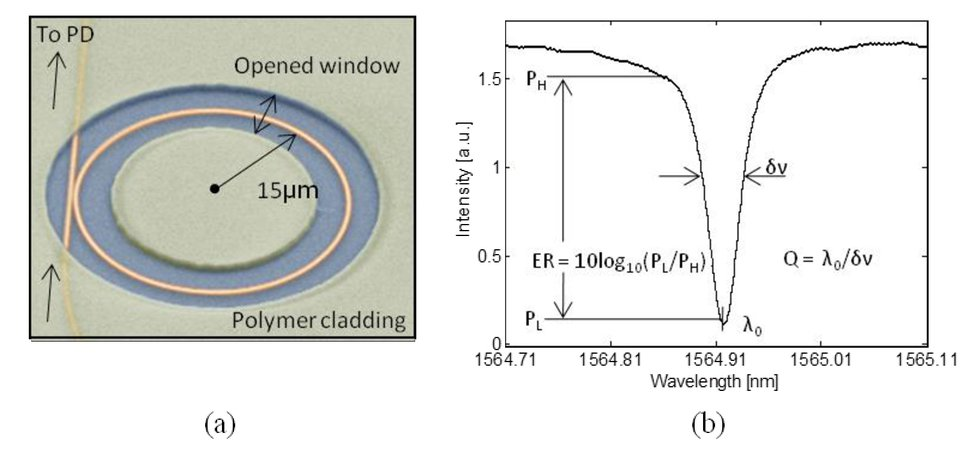 To PD
Opened window
15μm
Polymer cladding
(a)
Intensity [a.u.]
1.5
1
0.5
0
P_H
P_L
ER = 10log₁₀(P_L/P_H)
δν
Q = λ₀/δν
λ₀
1564.71 1564.81 1564.91 1565.01 1565.11
Wavelength [nm]
(b)